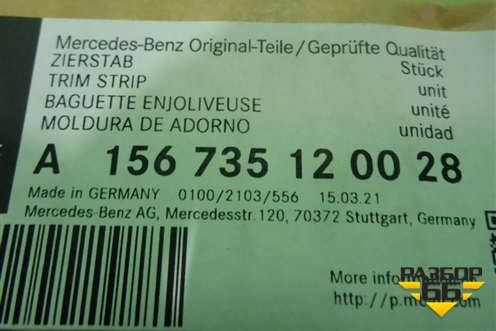 Mercedes-Benz Original-Teile/Geprüfte Qualität
ZIERSTAB Stück
TRIM STRIP unit
BAGUETTE ENJOLIVEUSE unité
MOLDURA DE ADORNO unidad
A 156 735 12 00 28
Made in GERMANY 0100/2103/556 15.03.21
Mercedes-Benz AG, Mercedesstr. 120, 70372 Stuttgart, Germany
More information
http://p.m
РАЗБОР
66